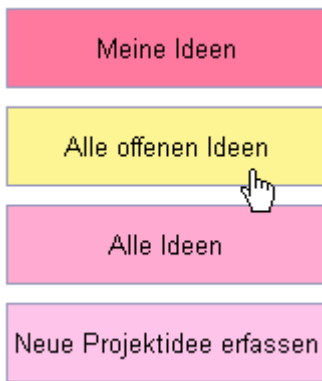 Meine Ideen
Alle offenen Ideen
Alle Ideen
Neue Projektidee erfassen